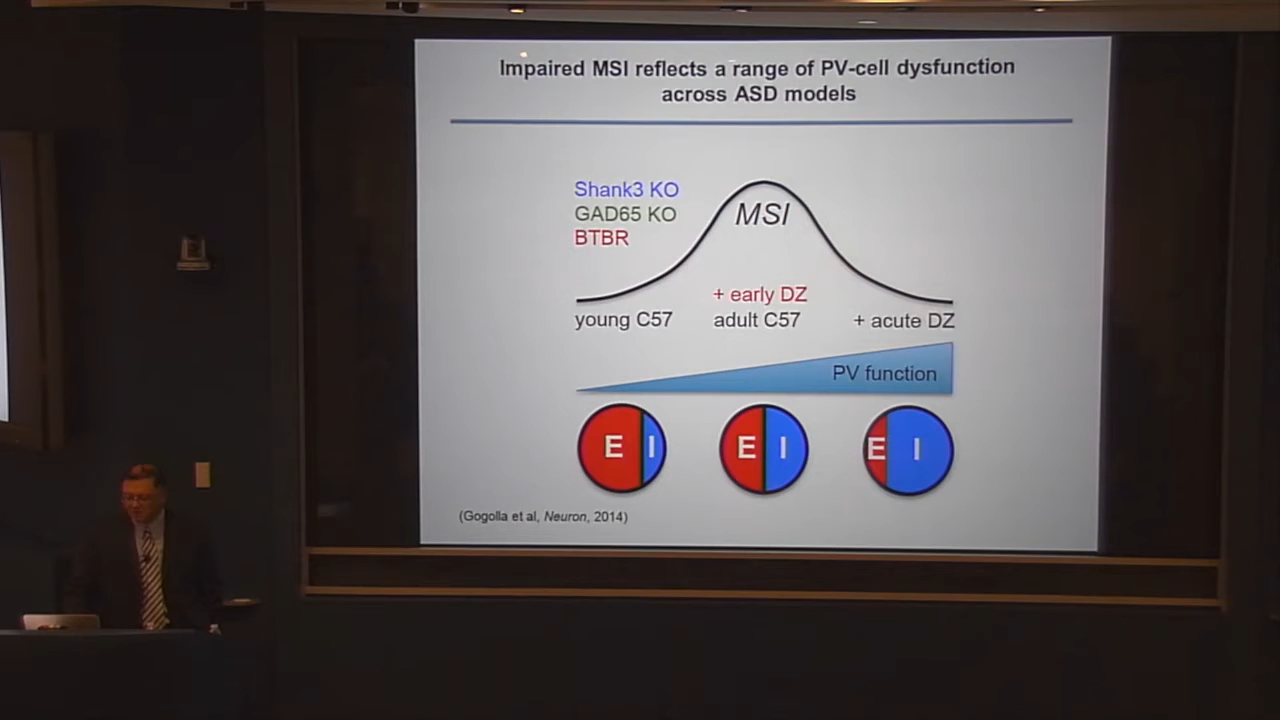 Impaired MSI reflects a range of PV-cell dysfunction
across ASD models
Shank3 KO
GAD65 KO
BTBR
MSI
+ early DZ
young C57
adult C57
+ acute DZ
PV function
E I
E I
E I
(Gogolla et al, Neuron, 2014)